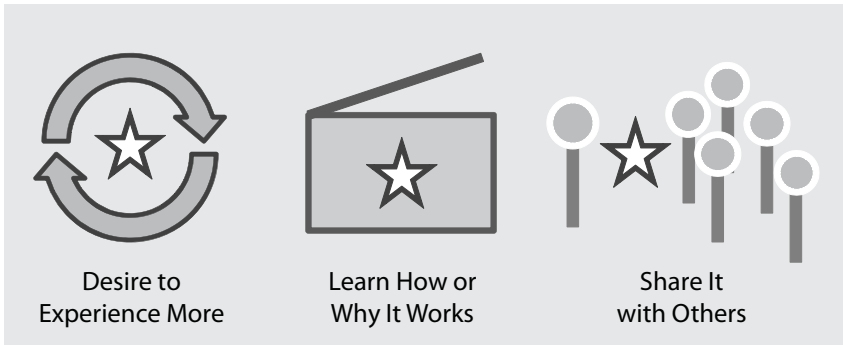 Desire to
Experience More
Learn How or
Why It Works
Share It
with Others